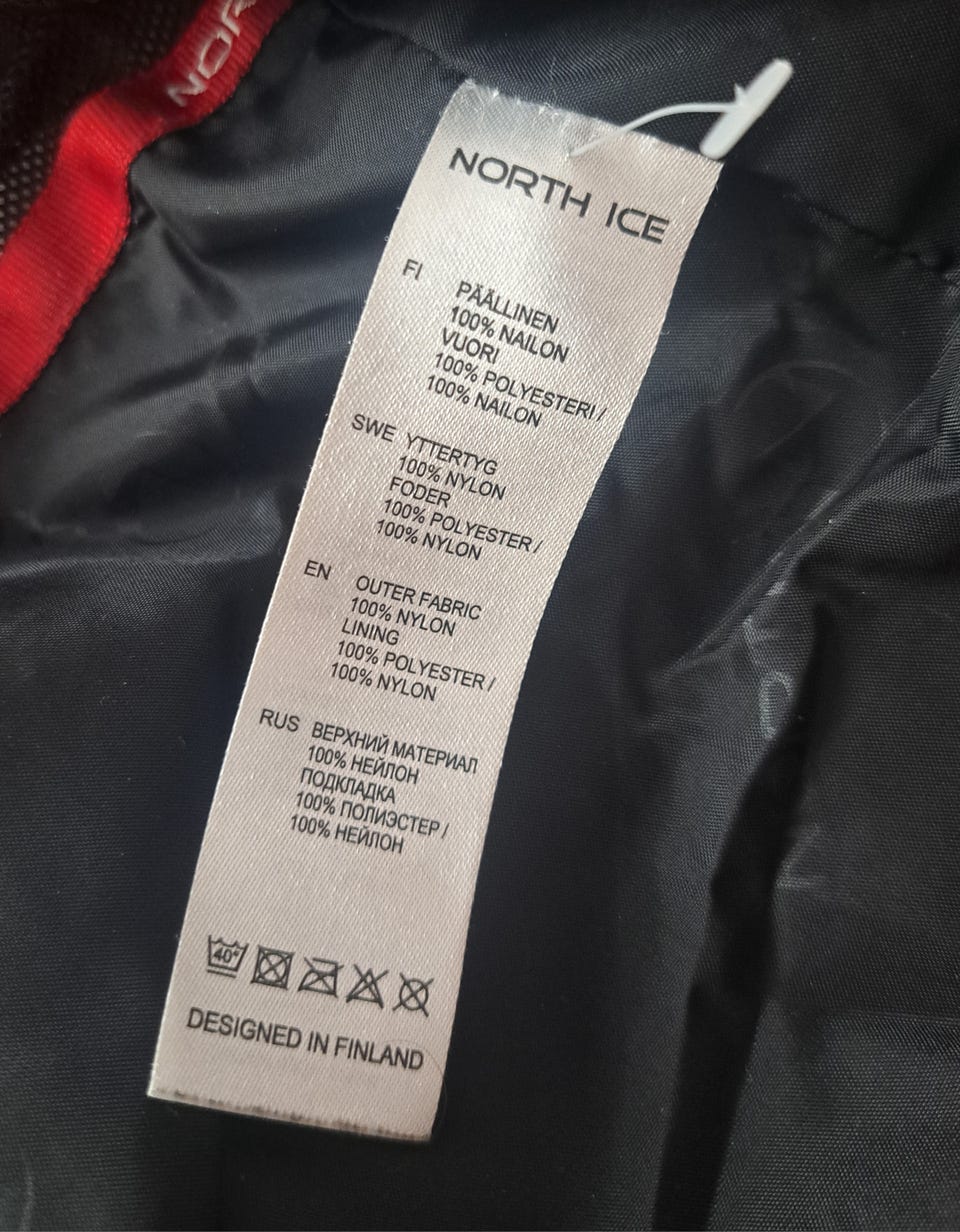 NOR
NORTH ICE
FI
PÄÄLLINEN
100% NAILON
VUORI
100% POLYESTERI /
100% NAILON
SWE YTTERTYG
100% NYLON
FODER
100% POLYESTER /
100% NYLON
EN OUTER FABRIC
100% NYLON
LINING
100% POLYESTER /
100% NYLON
RUS ВЕРХНИЙ МАТЕРИАЛ
100% НЕЙЛОН
ПОДКЛАДКА
100% ПОЛИЭСТЕР /
100% НЕЙЛОН
40°
DESIGNED IN FINLAND